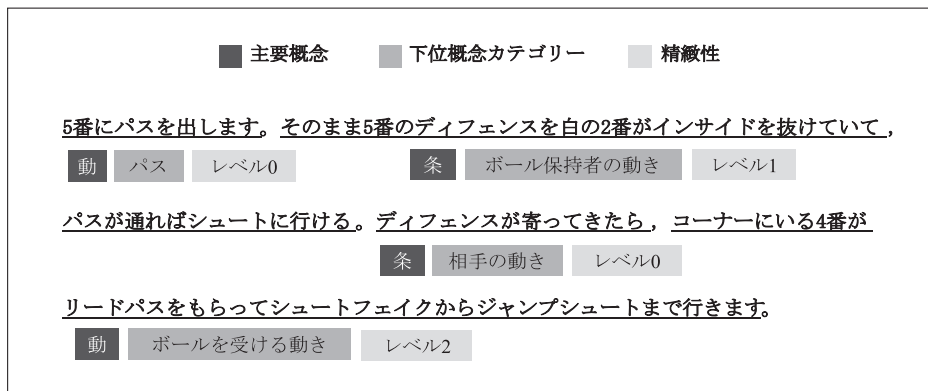 主要概念 下位概念カテゴリー 精緻性
5番にパスを出します。そのまま5番のディフェンスを白の2番がインサイドを抜けていて，
動 パス レベル0 条 ボール保持者の動き レベル1
パスが通ればシュートに行ける。ディフェンスが寄ってきたら，コーナーにいる4番が
条 相手の動き レベル0
リードパスをもらってシュートフェイクからジャンプシュートまで行きます。
動 ボールを受ける動き レベル2